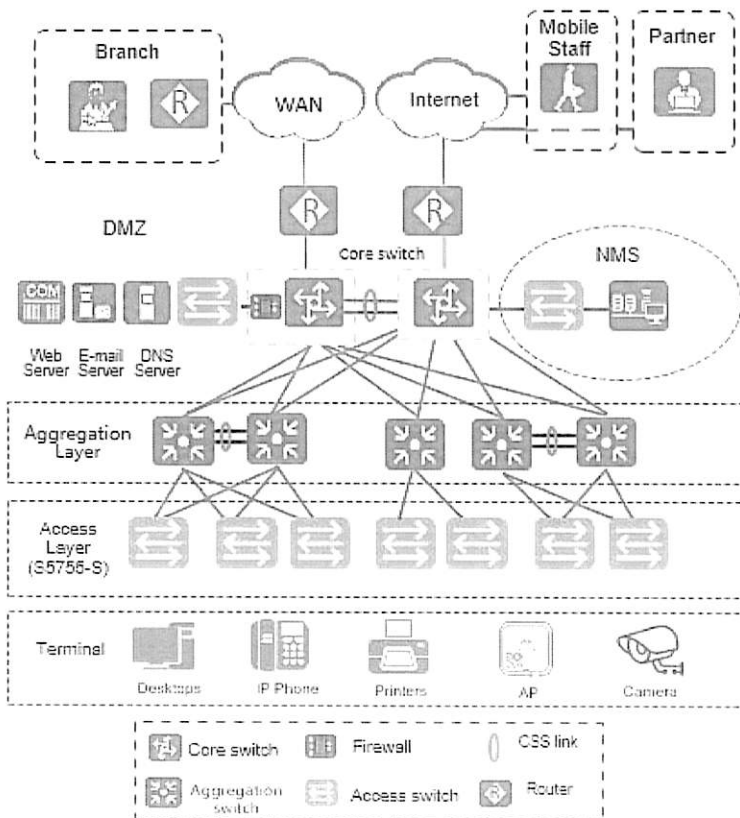 Branch
WAN
Internet
Mobile
Staff
Partner
R
R
R
DMZ
Core switch
NMS
COM
Web
Server
E-mail
Server
DNS
Server
Aggregation
Layer
Access
Layer
(S5755-S)
Terminal
Desktops
IP Phone
Printers
AP
Camera
Core switch
Firewall
CSS link
Aggregation
switch
Access switch
R
Router